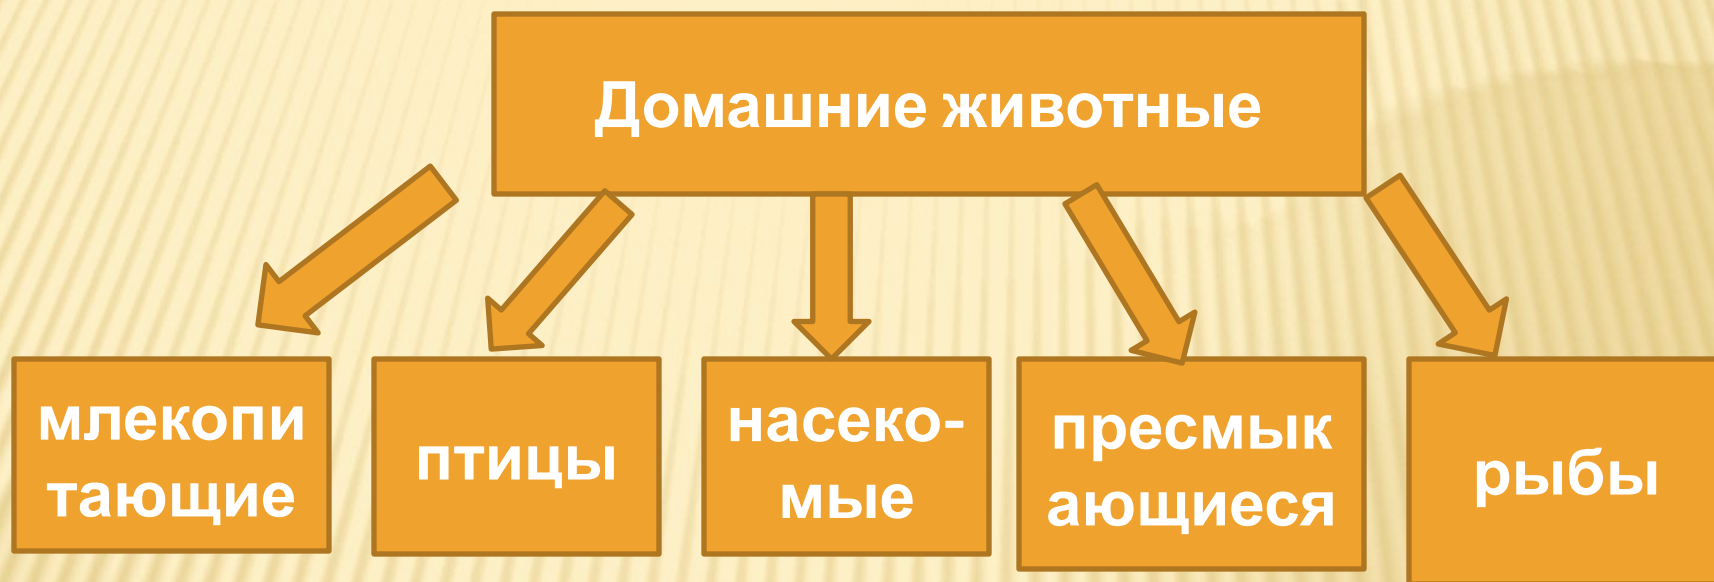 Домашние животные
млекопи
тающие
птицы
насеко-
мые
пресмык
ающиеся
рыбы